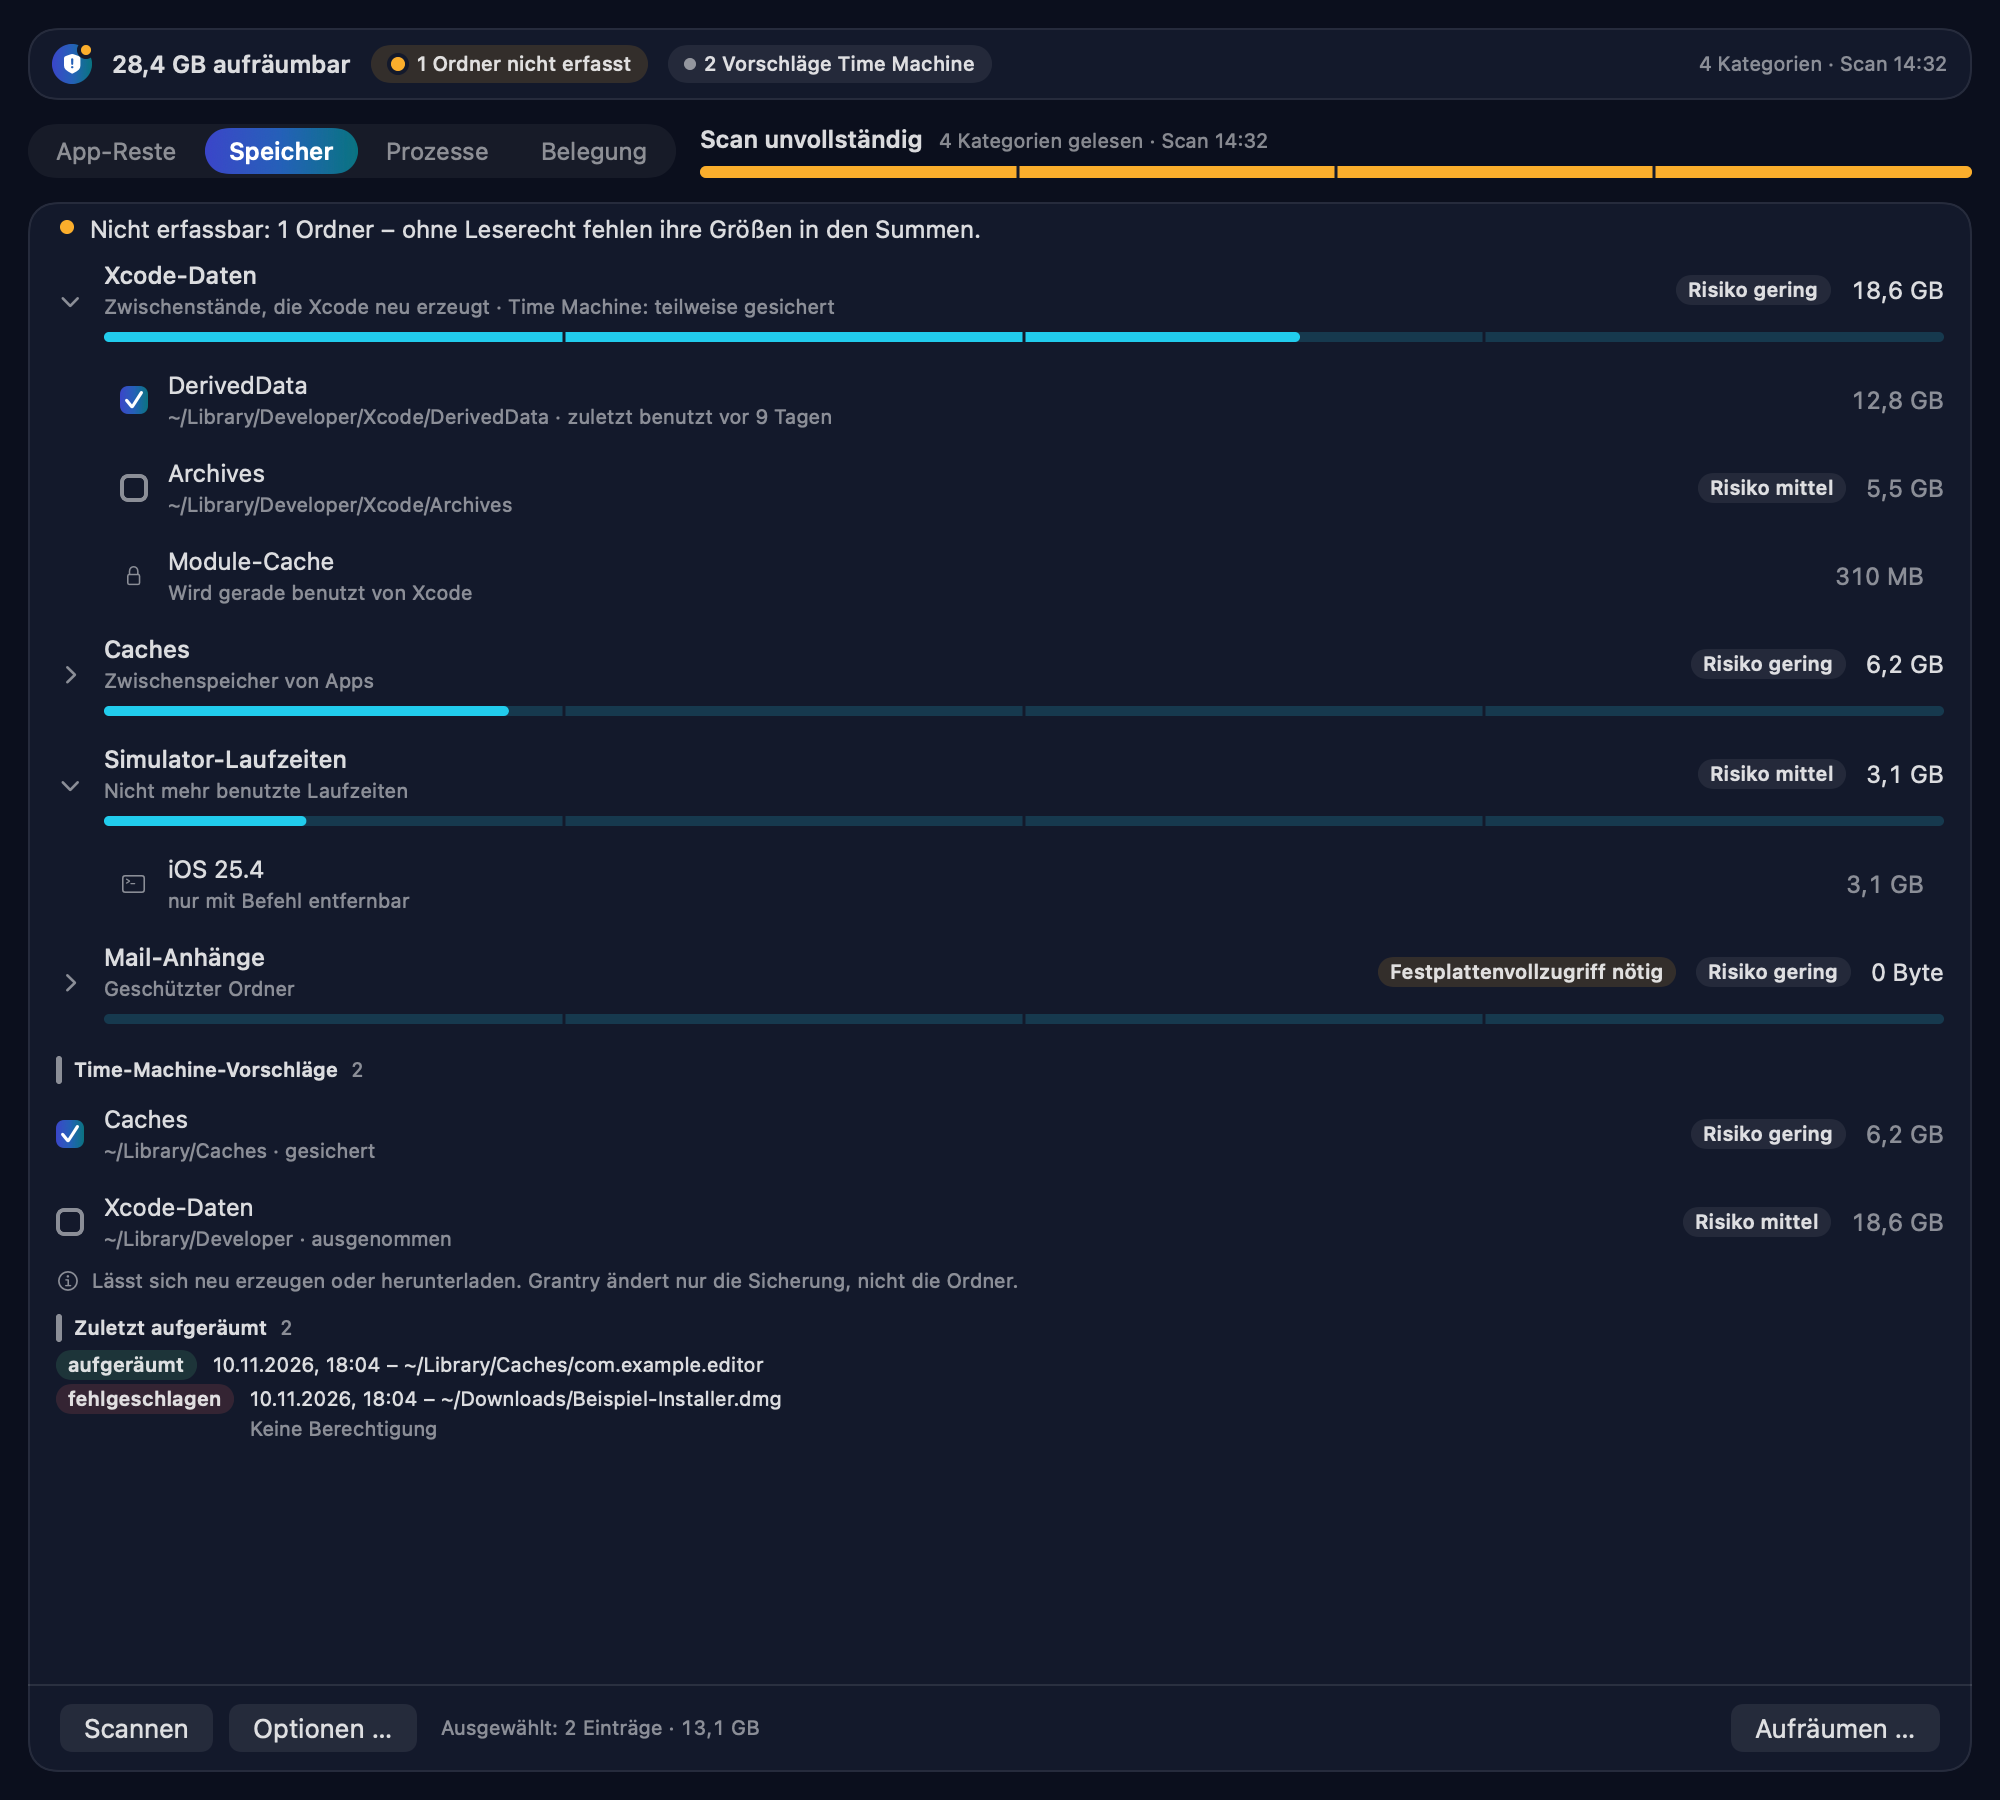 28,4 GB aufräumbar
1 Ordner nicht erfasst
2 Vorschläge Time Machine
4 Kategorien · Scan 14:32
App-Reste
Speicher
Prozesse
Belegung
Scan unvollständig
4 Kategorien gelesen · Scan 14:32
Nicht erfassbar: 1 Ordner – ohne Leserecht fehlen ihre Größen in den Summen.
Xcode-Daten
Zwischenstände, die Xcode neu erzeugt · Time Machine: teilweise gesichert
Risiko gering
18,6 GB
DerivedData
~/Library/Developer/Xcode/DerivedData · zuletzt benutzt vor 9 Tagen
12,8 GB
Archives
~/Library/Developer/Xcode/Archives
Risiko mittel
5,5 GB
Module-Cache
Wird gerade benutzt von Xcode
310 MB
Caches
Zwischenspeicher von Apps
Risiko gering
6,2 GB
Simulator-Laufzeiten
Nicht mehr benutzte Laufzeiten
Risiko mittel
3,1 GB
iOS 25.4
nur mit Befehl entfernbar
3,1 GB
Mail-Anhänge
Geschützter Ordner
Festplattenvollzugriff nötig
Risiko gering
0 Byte
Time-Machine-Vorschläge 2
Caches
~/Library/Caches · gesichert
Risiko gering
6,2 GB
Xcode-Daten
~/Library/Developer · ausgenommen
Risiko mittel
18,6 GB
Lässt sich neu erzeugen oder herunterladen. Grantry ändert nur die Sicherung, nicht die Ordner.
Zuletzt aufgeräumt 2
aufgeräumt 10.11.2026, 18:04 – ~/Library/Caches/com.example.editor
fehlgeschlagen 10.11.2026, 18:04 – ~/Downloads/Beispiel-Installer.dmg
Keine Berechtigung
Scannen
Optionen ...
Ausgewählt: 2 Einträge · 13,1 GB
Aufräumen ...